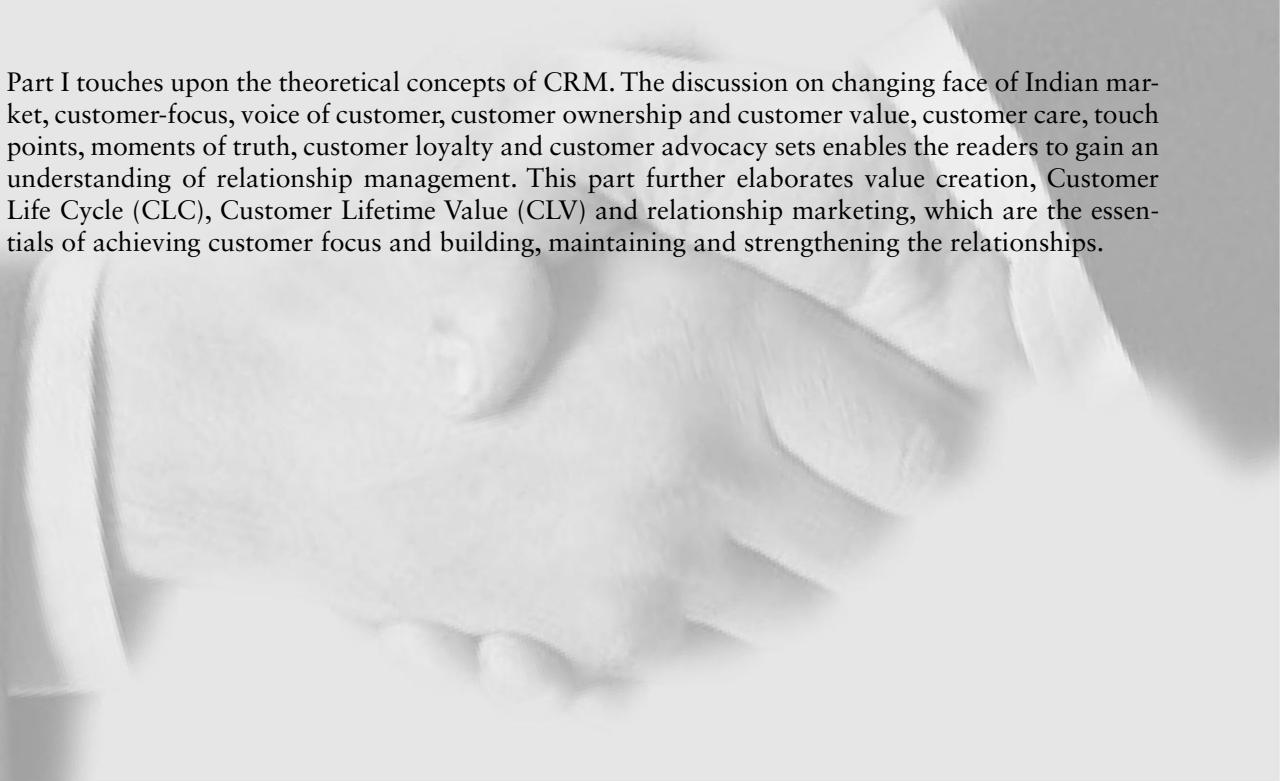 Part I touches upon the theoretical concepts of CRM. The discussion on changing face of Indian mar-
ket, customer-focus, voice of customer, customer ownership and customer value, customer care, touch
points, moments of truth, customer loyalty and customer advocacy sets enables the readers to gain an
understanding of relationship management. This part further elaborates value creation, Customer
Life Cycle (CLC), Customer Lifetime Value (CLV) and relationship marketing, which are the essen-
tials of achieving customer focus and building, maintaining and strengthening the relationships.